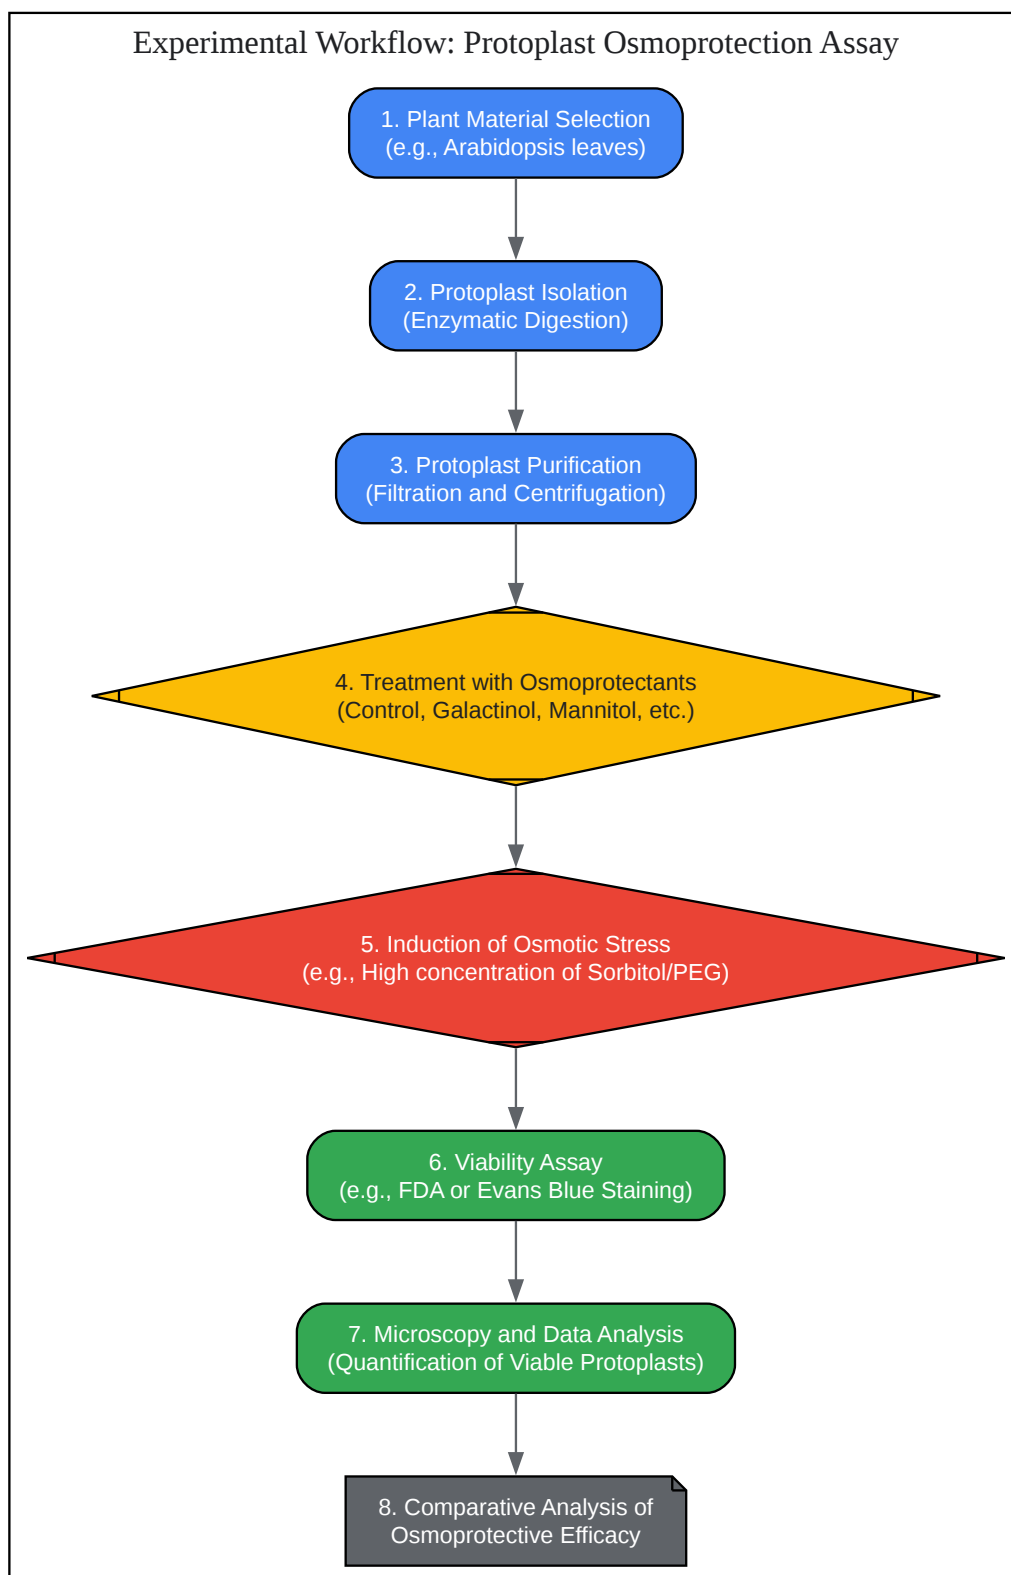 Experimental Workflow: Protoplast Osmoprotection Assay
1. Plant Material Selection
(e.g., Arabidopsis leaves)
2. Protoplast Isolation
(Enzymatic Digestion)
3. Protoplast Purification
(Filtration and Centrifugation)
4. Treatment with Osmoprotectants
(Control, Galactinol, Mannitol, etc.)
5. Induction of Osmotic Stress
(e.g., High concentration of Sorbitol/PEG)
6. Viability Assay
(e.g., FDA or Evans Blue Staining)
7. Microscopy and Data Analysis
(Quantification of Viable Protoplasts)
8. Comparative Analysis of
Osmoprotective Efficacy